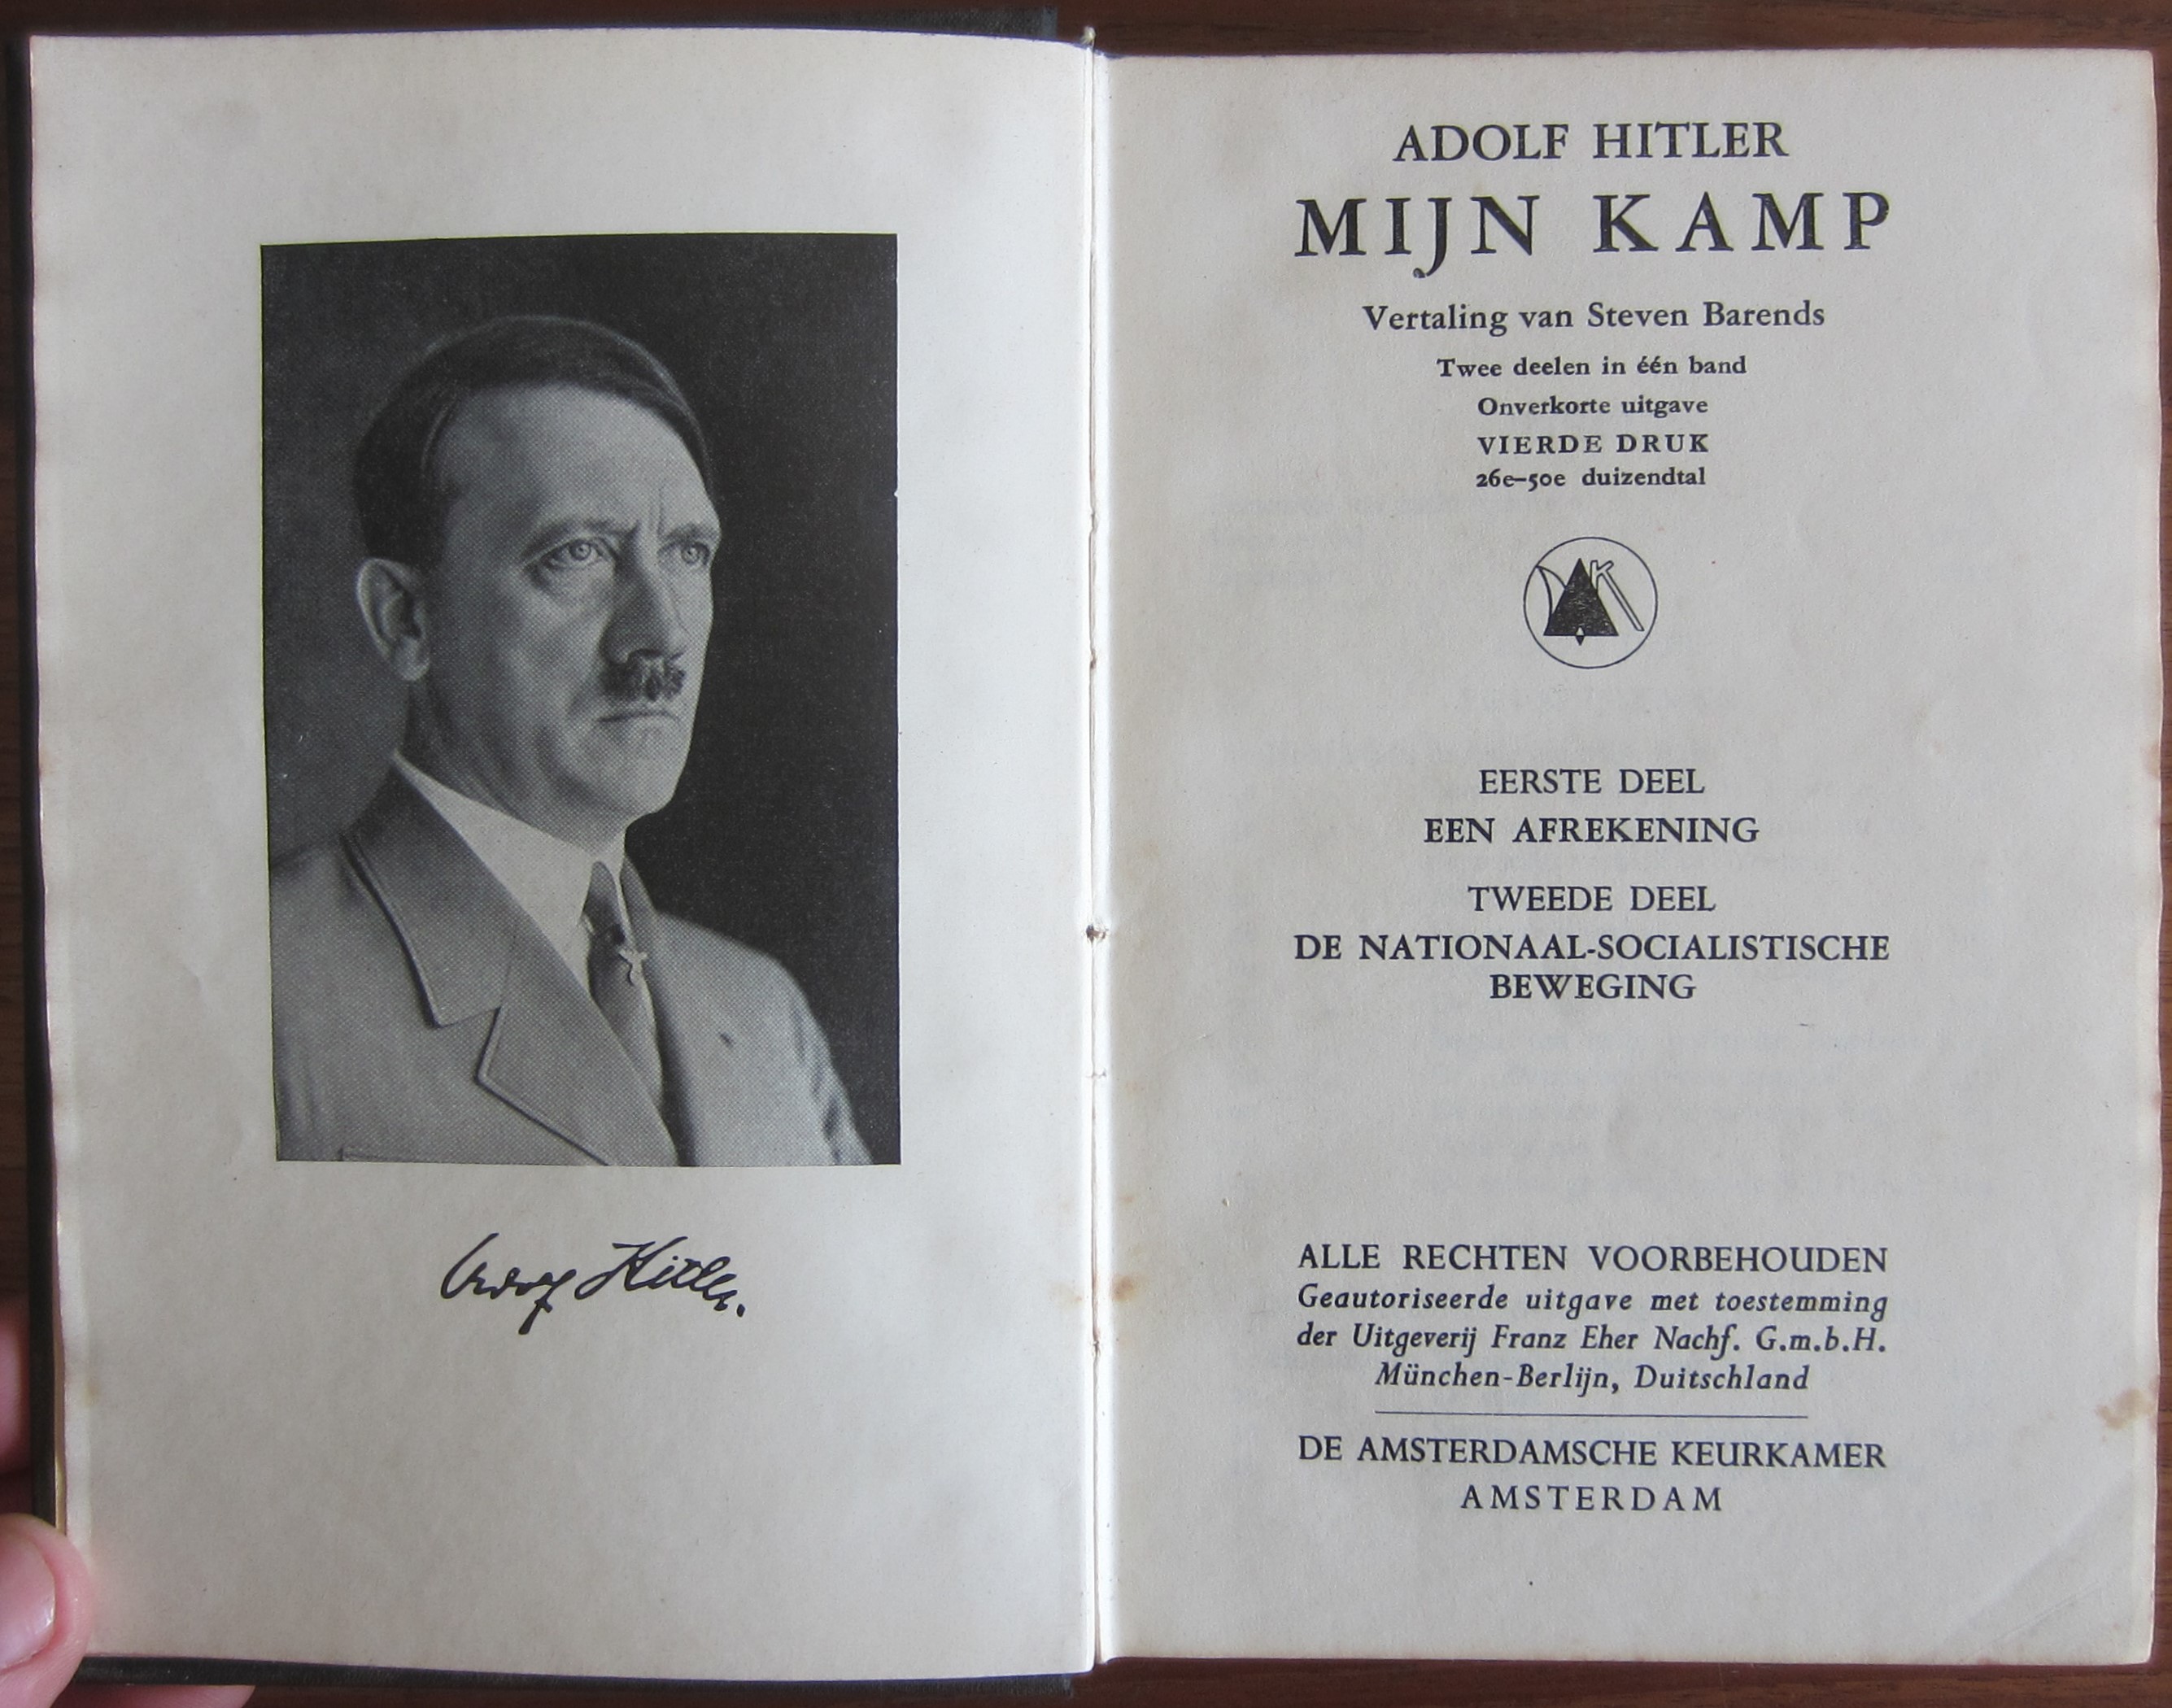 Adolf Hitler.
ADOLF HITLER
MIJN KAMP
Vertaling van Steven Barends
Twee deelen in één band
Onverkorte uitgave
VIERDE DRUK
26e–50e duizendtal
K
EERSTE DEEL
EEN AFREKENING
TWEEDE DEEL
DE NATIONAAL-SOCIALISTISCHE
BEWEGING
ALLE RECHTEN VOORBEHOUDEN
Geautoriseerde uitgave met toestemming
der Uitgeverij Franz Eher Nachf. G.m.b.H.
München-Berlijn, Duitschland
DE AMSTERDAMSCHE KEURKAMER
AMSTERDAM